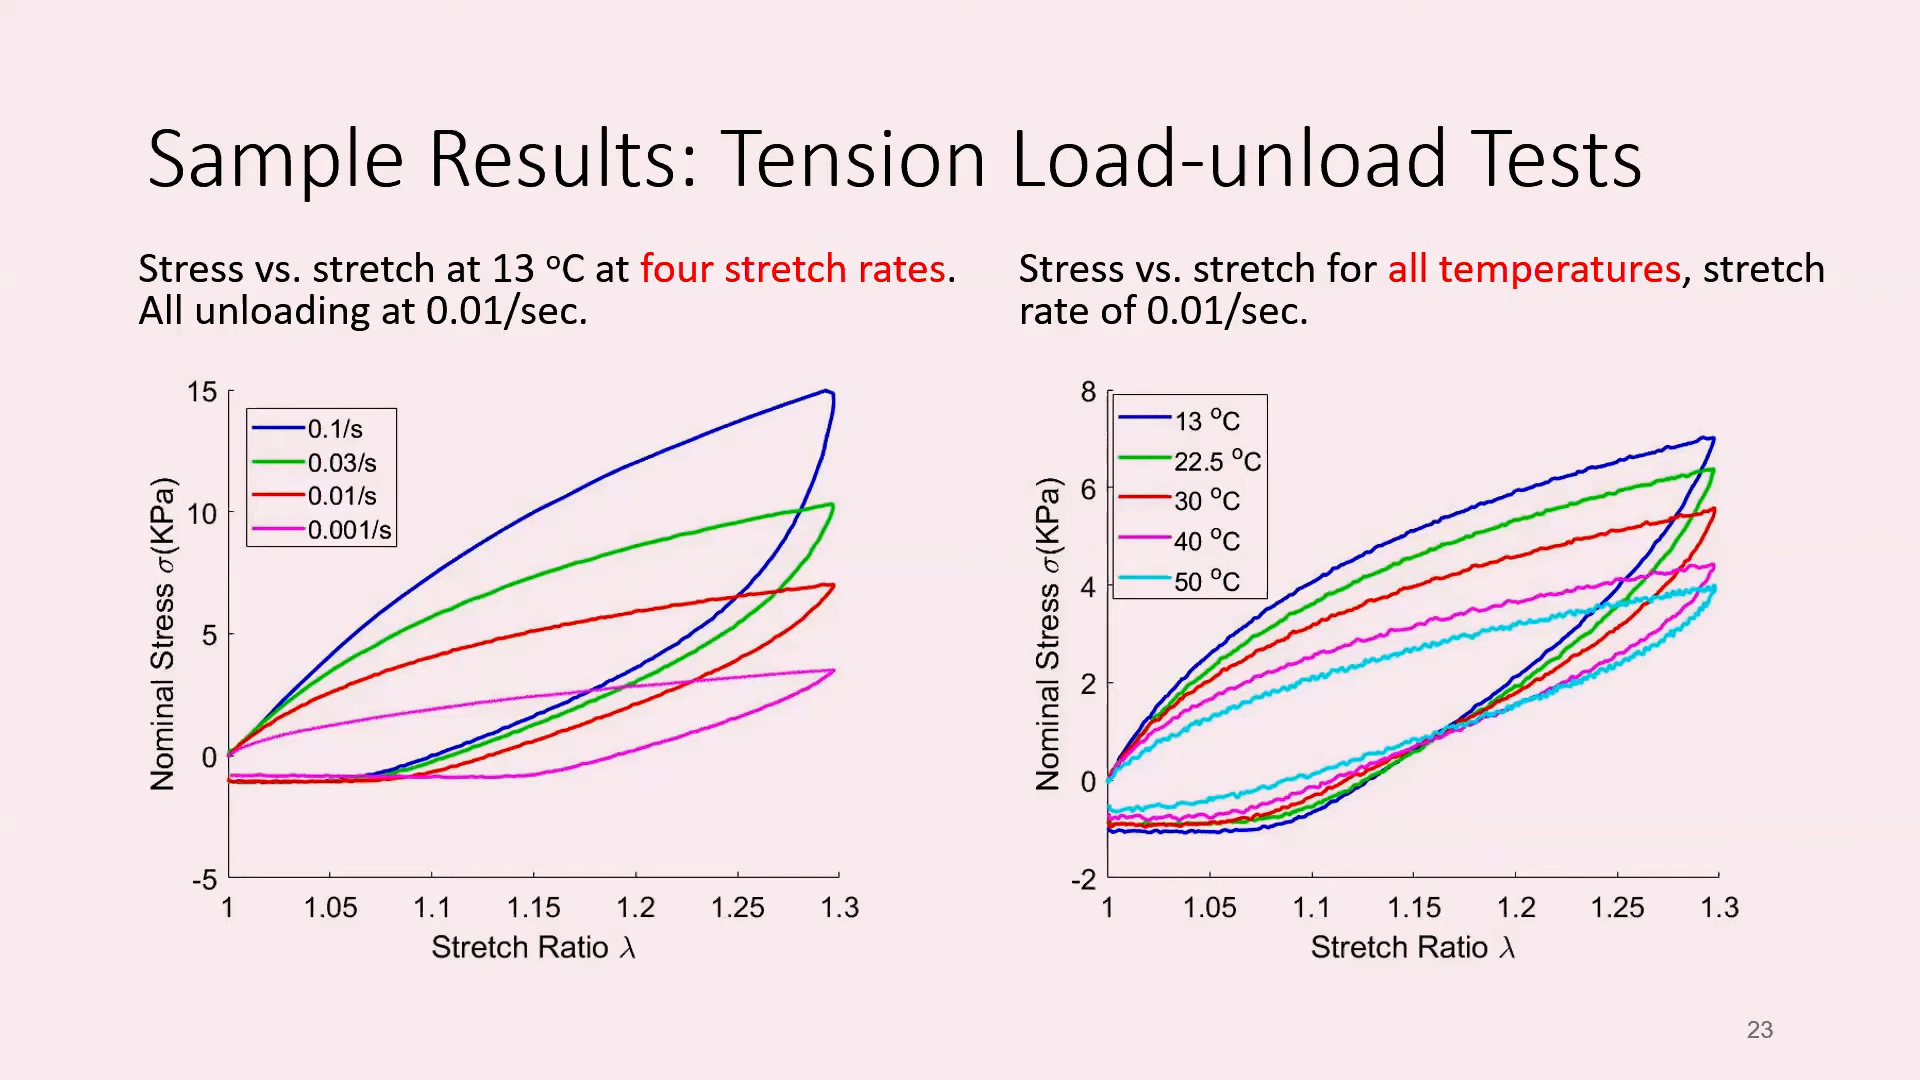 Sample Results: Tension Load-unload Tests
Stress vs. stretch at 13 °C at four stretch rates.
All unloading at 0.01/sec.
Stress vs. stretch for all temperatures, stretch
rate of 0.01/sec.
15
10
5
0
-5
0.1/s
0.03/s
0.01/s
0.001/s
Nominal Stress σ(KPa)
1 1.05 1.1 1.15 1.2 1.25 1.3
Stretch Ratio λ
8
6
4
2
0
-2
13 °C
22.5 °C
30 °C
40 °C
50 °C
Nominal Stress σ(KPa)
1 1.05 1.1 1.15 1.2 1.25 1.3
Stretch Ratio λ
23